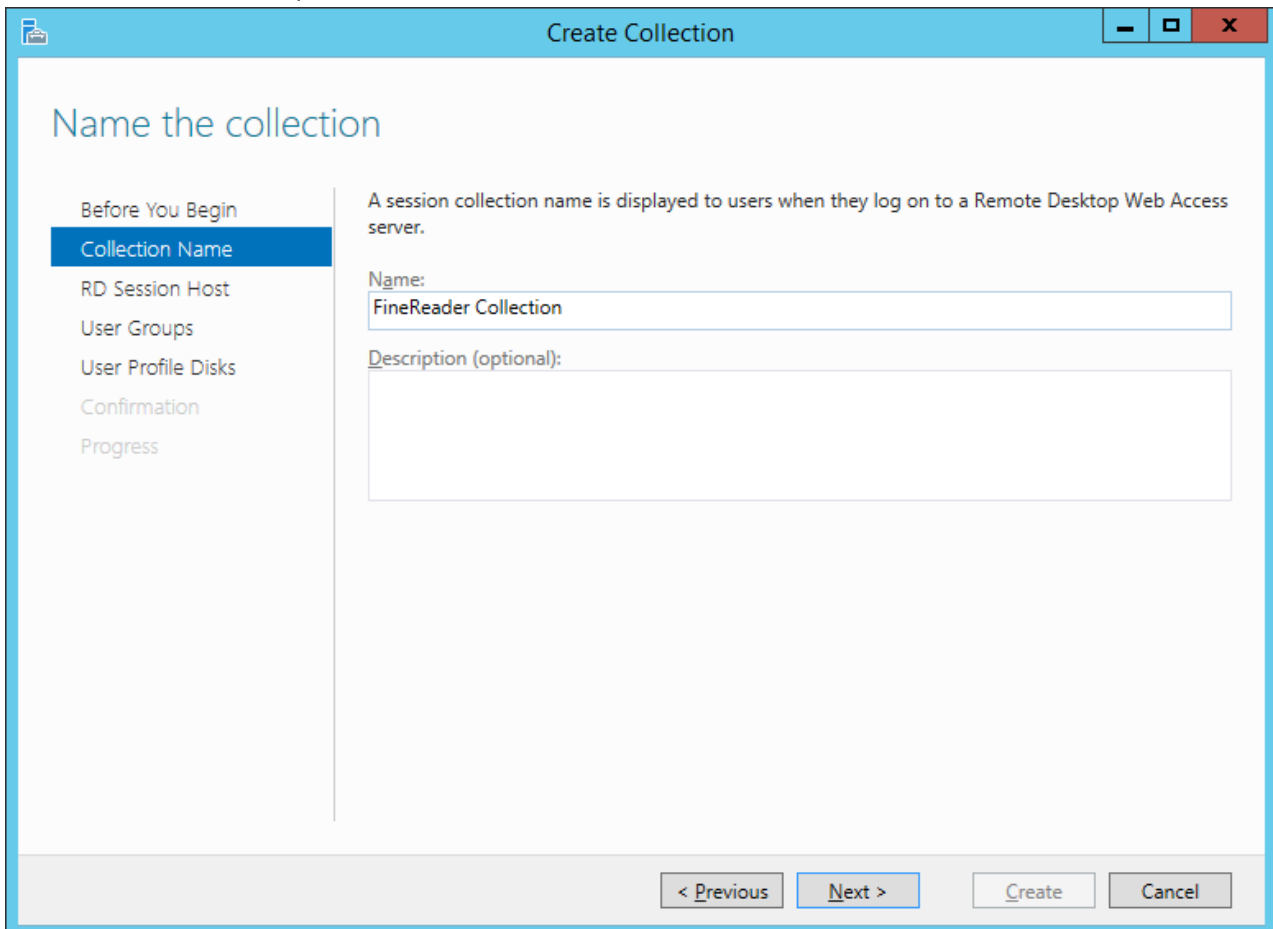 Create Collection
Name the collection
Before You Begin
Collection Name
RD Session Host
User Groups
User Profile Disks
Confirmation
Progress
A session collection name is displayed to users when they log on to a Remote Desktop Web Access
server.
Name:
FineReader Collection
Description (optional):
< Previous
Next >
Create
Cancel